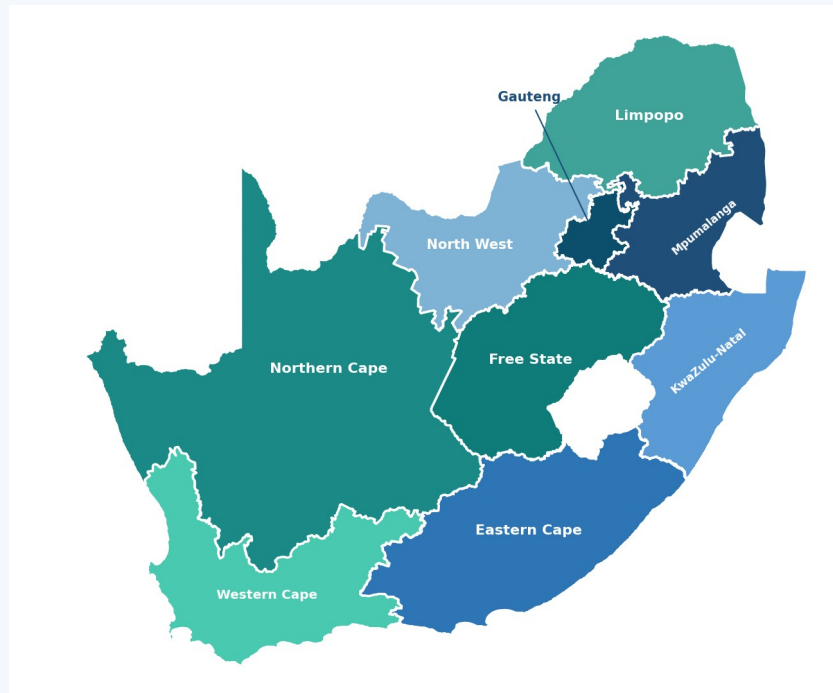 Gauteng
Limpopo
Mpumalanga
North West
Free State
KwaZulu-Natal
Northern Cape
Eastern Cape
Western Cape